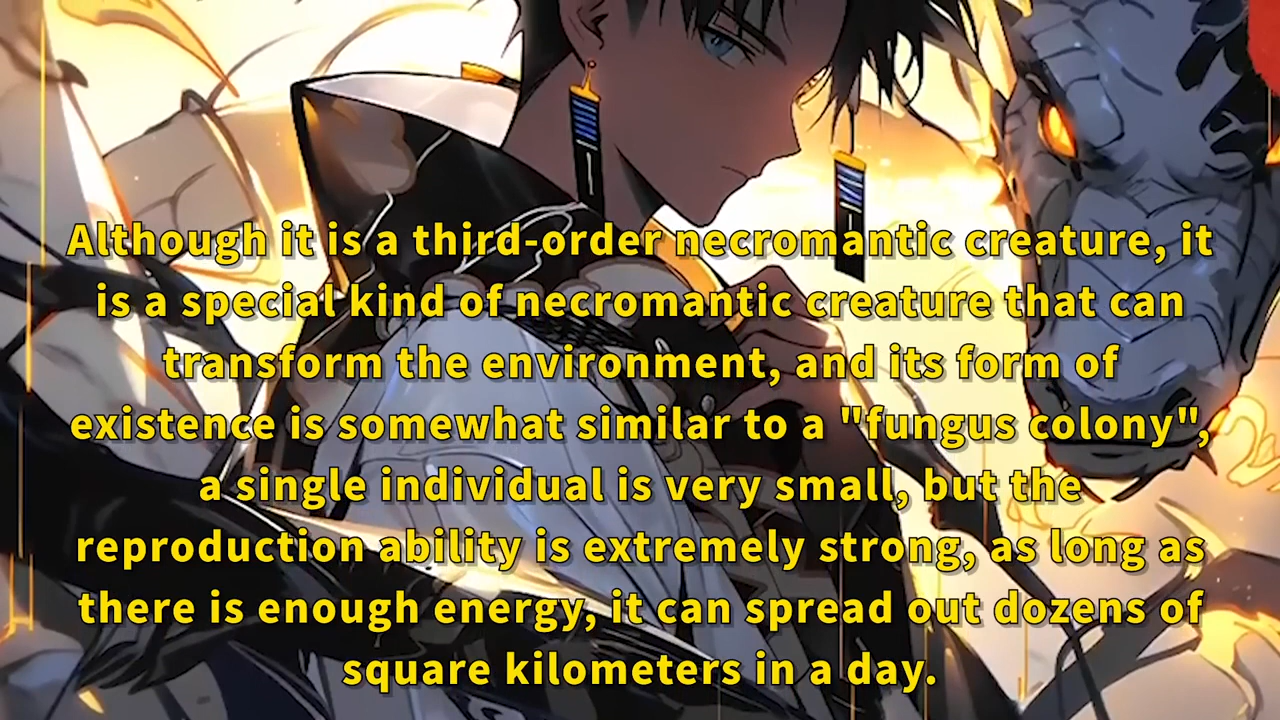 Although it is a third-order necromantic creature, it
is a special kind of necromantic creature that can
transform the environment, and its form of
existence is somewhat similar to a "fungus colony",
a single individual is very small, but the
reproduction ability is extremely strong, as long as
there is enough energy, it can spread out dozens of
square kilometers in a day.